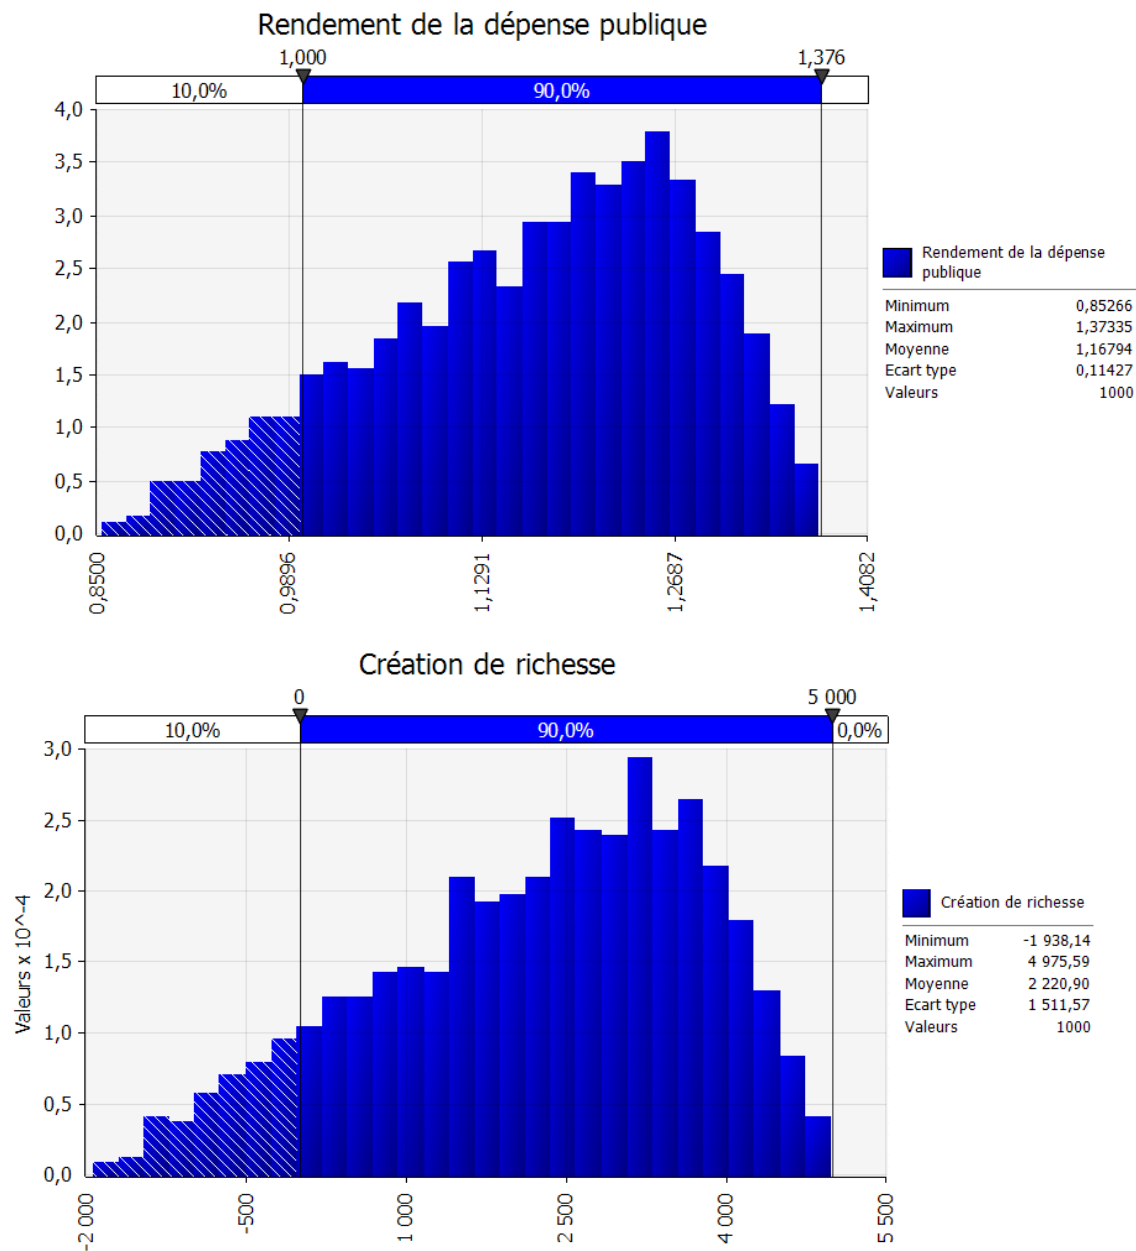 Rendement de la dépense publique
1,000 1,376
10,0% 90,0%
4,0
3,5
3,0
2,5
2,0
1,5
1,0
0,5
0,0
0,8500 0,9896 1,1291 1,2687 1,4082
Rendement de la dépense
publique
Minimum 0,85266
Maximum 1,37335
Moyenne 1,16794
Ecart type 0,11427
Valeurs 1000
Création de richesse
0 5 000
10,0% 90,0% 0,0%
Valeurs x 10^-4
3,0
2,5
2,0
1,5
1,0
0,5
0,0
-2 000 -500 1 000 2 500 4 000 5 500
Création de richesse
Minimum -1 938,14
Maximum 4 975,59
Moyenne 2 220,90
Ecart type 1 511,57
Valeurs 1000